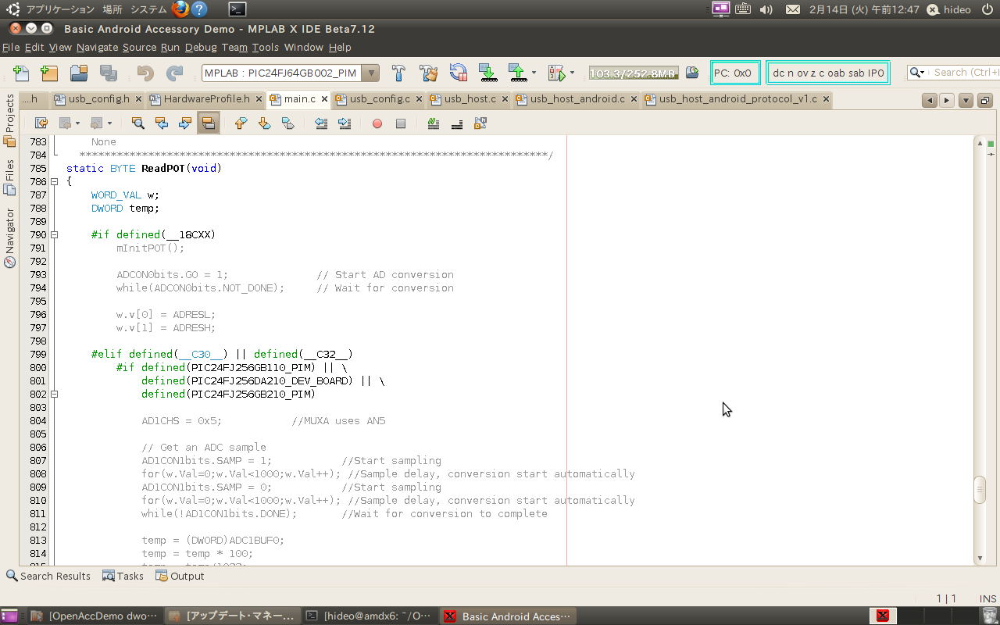 アプリケーション 場所 システム 2月14日 (火) 午前12:47 hideo
Basic Android Accessory Demo - MPLAB X IDE Beta7.12
File Edit View Navigate Source Run Debug Team Tools Window Help
MPLAB : PIC24FJ64GB002_PIM 103.3/252.8MB PC: 0x0 dc n ov z c oab sab IP0 Search (Ctrl+I
....h usb_config.h HardwareProfile.h main.c usb_config.c usb_host.c usb_host_android.c usb_host_android_protocol_v1.c
Projects
Files
Navigator
783 None
784 ***************************************************************************/
785 static BYTE ReadPOT(void)
786 {
787 WORD_VAL w;
788 DWORD temp;
789
790 #if defined(__18CXX)
791 mInitPOT();
792
793 ADCON0bits.GO = 1; // Start AD conversion
794 while(ADCON0bits.NOT_DONE); // Wait for conversion
795
796 w.v[0] = ADRESL;
797 w.v[1] = ADRESH;
798
799 #elif defined(__C30__) || defined(__C32__)
800 #if defined(PIC24FJ256GB110_PIM) || \
801 defined(PIC24FJ256DA210_DEV_BOARD) || \
802 defined(PIC24FJ256GB210_PIM)
803
804 AD1CHS = 0x5; //MUXA uses AN5
805
806 // Get an ADC sample
807 AD1CON1bits.SAMP = 1; //Start sampling
808 for(w.Val=0;w.Val<1000;w.Val++); //Sample delay, conversion start automatically
809 AD1CON1bits.SAMP = 0; //Start sampling
810 for(w.Val=0;w.Val<1000;w.Val++); //Sample delay, conversion start automatically
811 while(!AD1CON1bits.DONE); //Wait for conversion to complete
812
813 temp = (DWORD)ADC1BUF0;
814 temp = temp * 100;
Search Results Tasks Output
1 | 1 INS
[OpenAccDemo dwo... [アップデート・マネー... [hideo@amdx6: ~/O... Basic Android Acces...